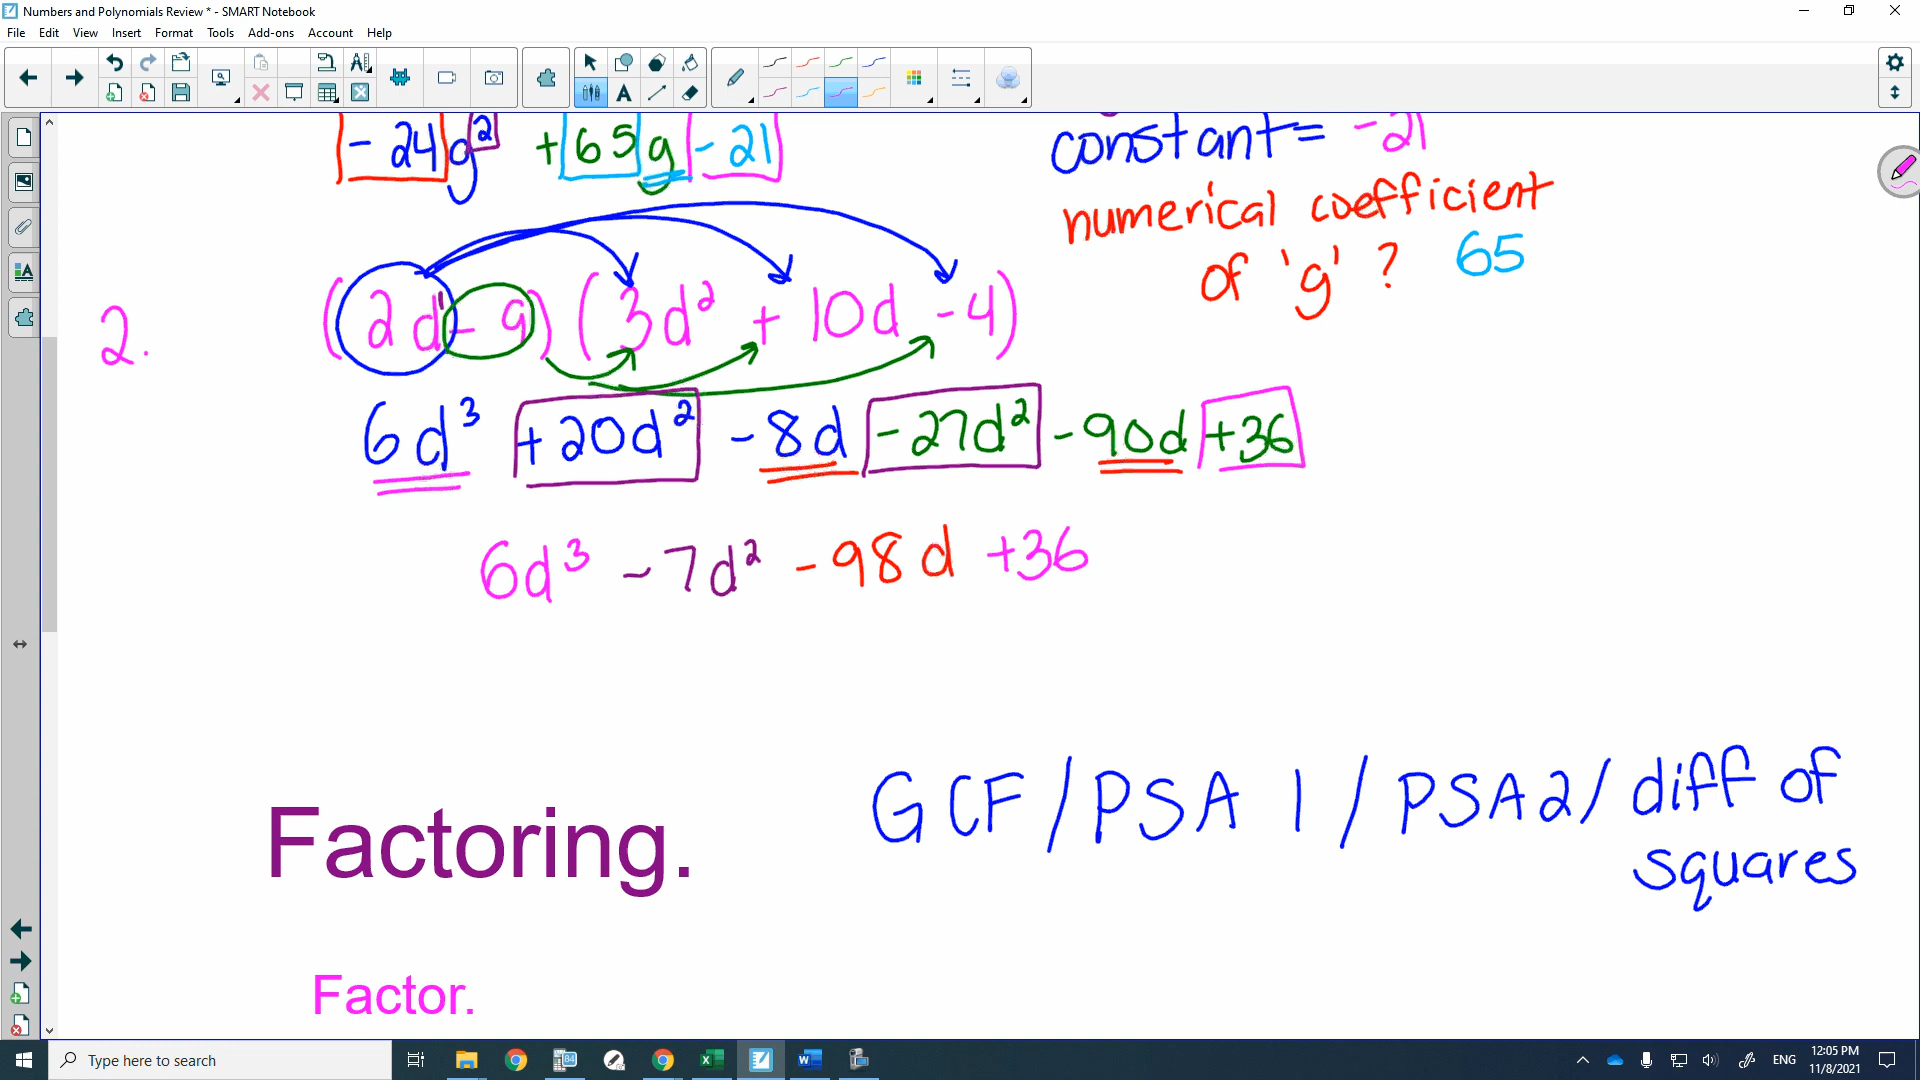 Numbers and Polynomials Review * - SMART Notebook
File Edit View Insert Format Tools Add-ons Account Help
- 24g² + 65g - 21
constant = -21
numerical coefficient
of 'g' ? 65
2. (2d¹ - 9) (3d² + 10d - 4)
6d³ + 20d² - 8d - 27d² - 90d + 36
6d³ - 7d² - 98d + 36
Factoring.
GCF / PSA 1 / PSA2 / diff of
squares
Factor.
Type here to search
ENG
12:05 PM
11/8/2021